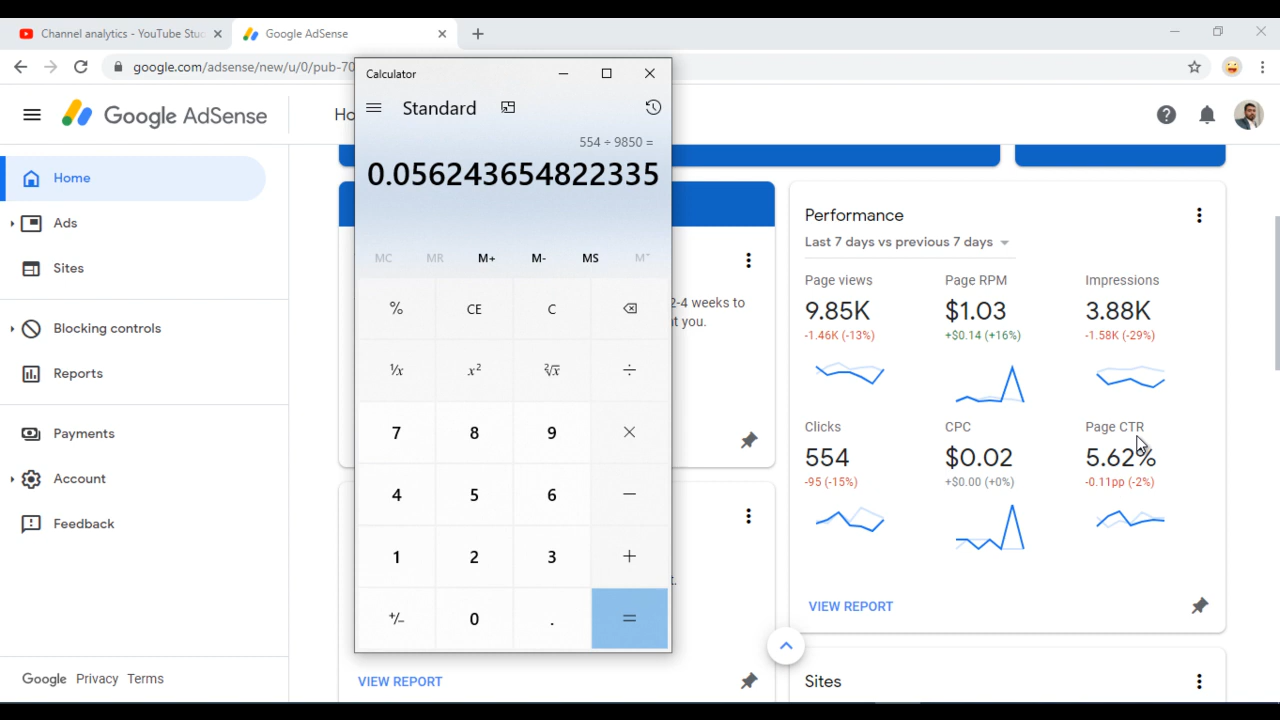 Channel analytics - YouTube Stu
Google AdSense
google.com/adsense/new/u/0/pub-70
Google AdSense
Ho
Home
Ads
Sites
Blocking controls
Reports
Payments
Account
Feedback
Google Privacy Terms
Calculator
Standard
554 ÷ 9850 =
0.056243654822335
MC MR M+ M- MS M˅
% CE C
¹/x x² ²√x ÷
7 8 9 ×
4 5 6 −
1 2 3 +
+/− 0 . =
2-4 weeks to
t you.
t.
VIEW REPORT
Performance
Last 7 days vs previous 7 days
Page views Page RPM Impressions
9.85K $1.03 3.88K
-1.46K (-13%) +$0.14 (+16%) -1.58K (-29%)
Clicks CPC Page CTR
554 $0.02 5.62%
-95 (-15%) +$0.00 (+0%) -0.11pp (-2%)
VIEW REPORT
Sites